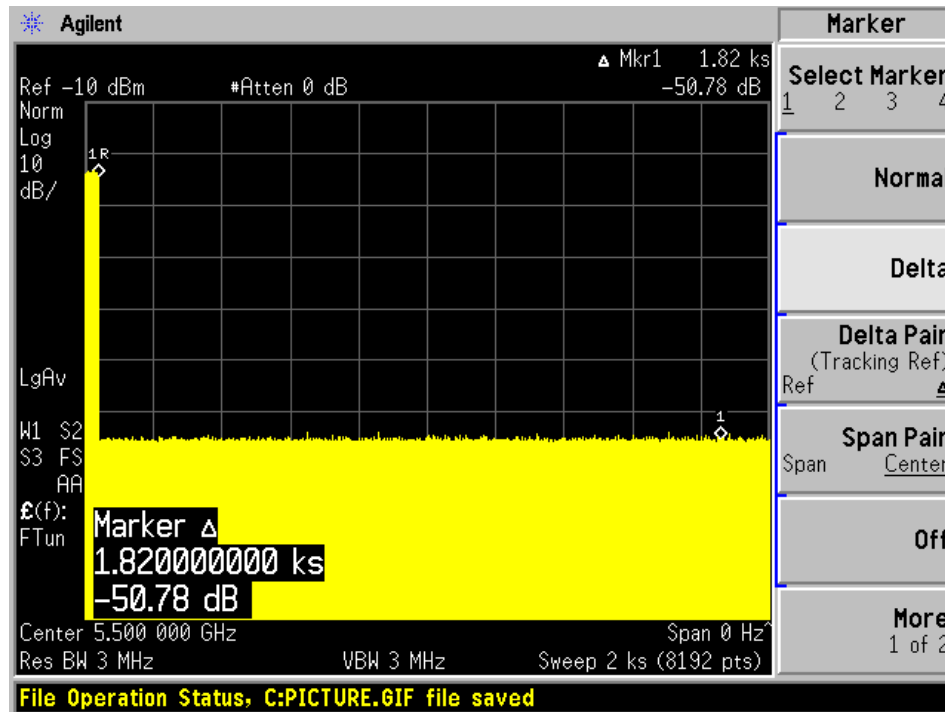 Agilent
Marker
Δ Mkr1 1.82 ks
Ref -10 dBm #Atten 0 dB -50.78 dB
Norm
Log
10
dB/
1R
LgAv
1
W1 S2
S3 FS
AA
£(f):
FTun
Marker Δ
1.820000000 ks
-50.78 dB
Center 5.500 000 GHz Span 0 Hz^
Res BW 3 MHz VBW 3 MHz Sweep 2 ks (8192 pts)
File Operation Status, C:PICTURE.GIF file saved
Select Marker
1 2 3 4
Norma
Delta
Delta Pair
(Tracking Ref)
Ref Δ
Span Pair
Span Center
Off
More
1 of 2